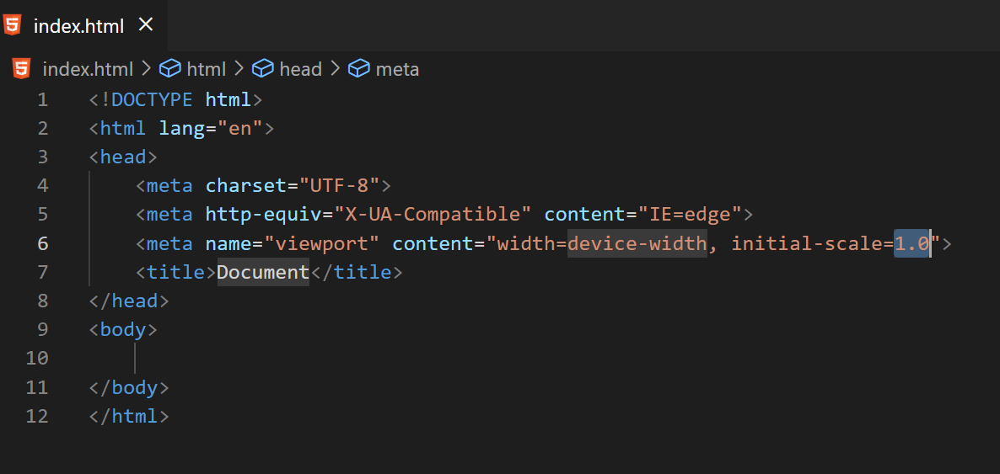 index.html
index.html > html > head > meta
1 <!DOCTYPE html>
2 <html lang="en">
3 <head>
4     <meta charset="UTF-8">
5     <meta http-equiv="X-UA-Compatible" content="IE=edge">
6     <meta name="viewport" content="width=device-width, initial-scale=1.0">
7     <title>Document</title>
8 </head>
9 <body>
10
11 </body>
12 </html>